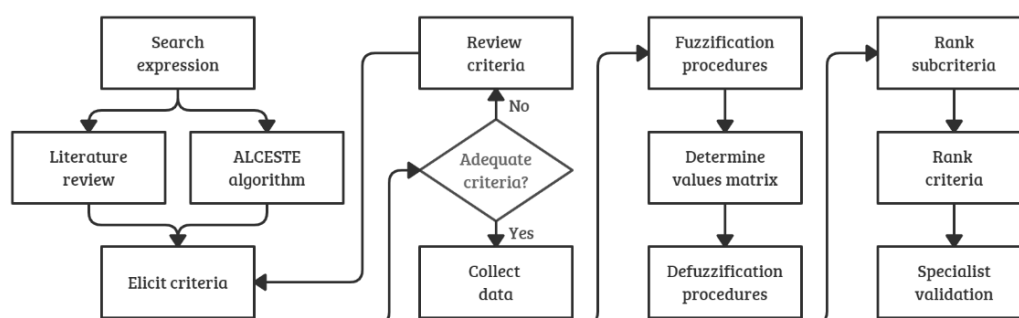 Search
expression
Literature
review
ALCESTE
algorithm
Elicit criteria
Review
criteria
No
Adequate
criteria?
Yes
Collect
data
Fuzzification
procedures
Determine
values matrix
Defuzzification
procedures
Rank
subcriteria
Rank
criteria
Specialist
validation